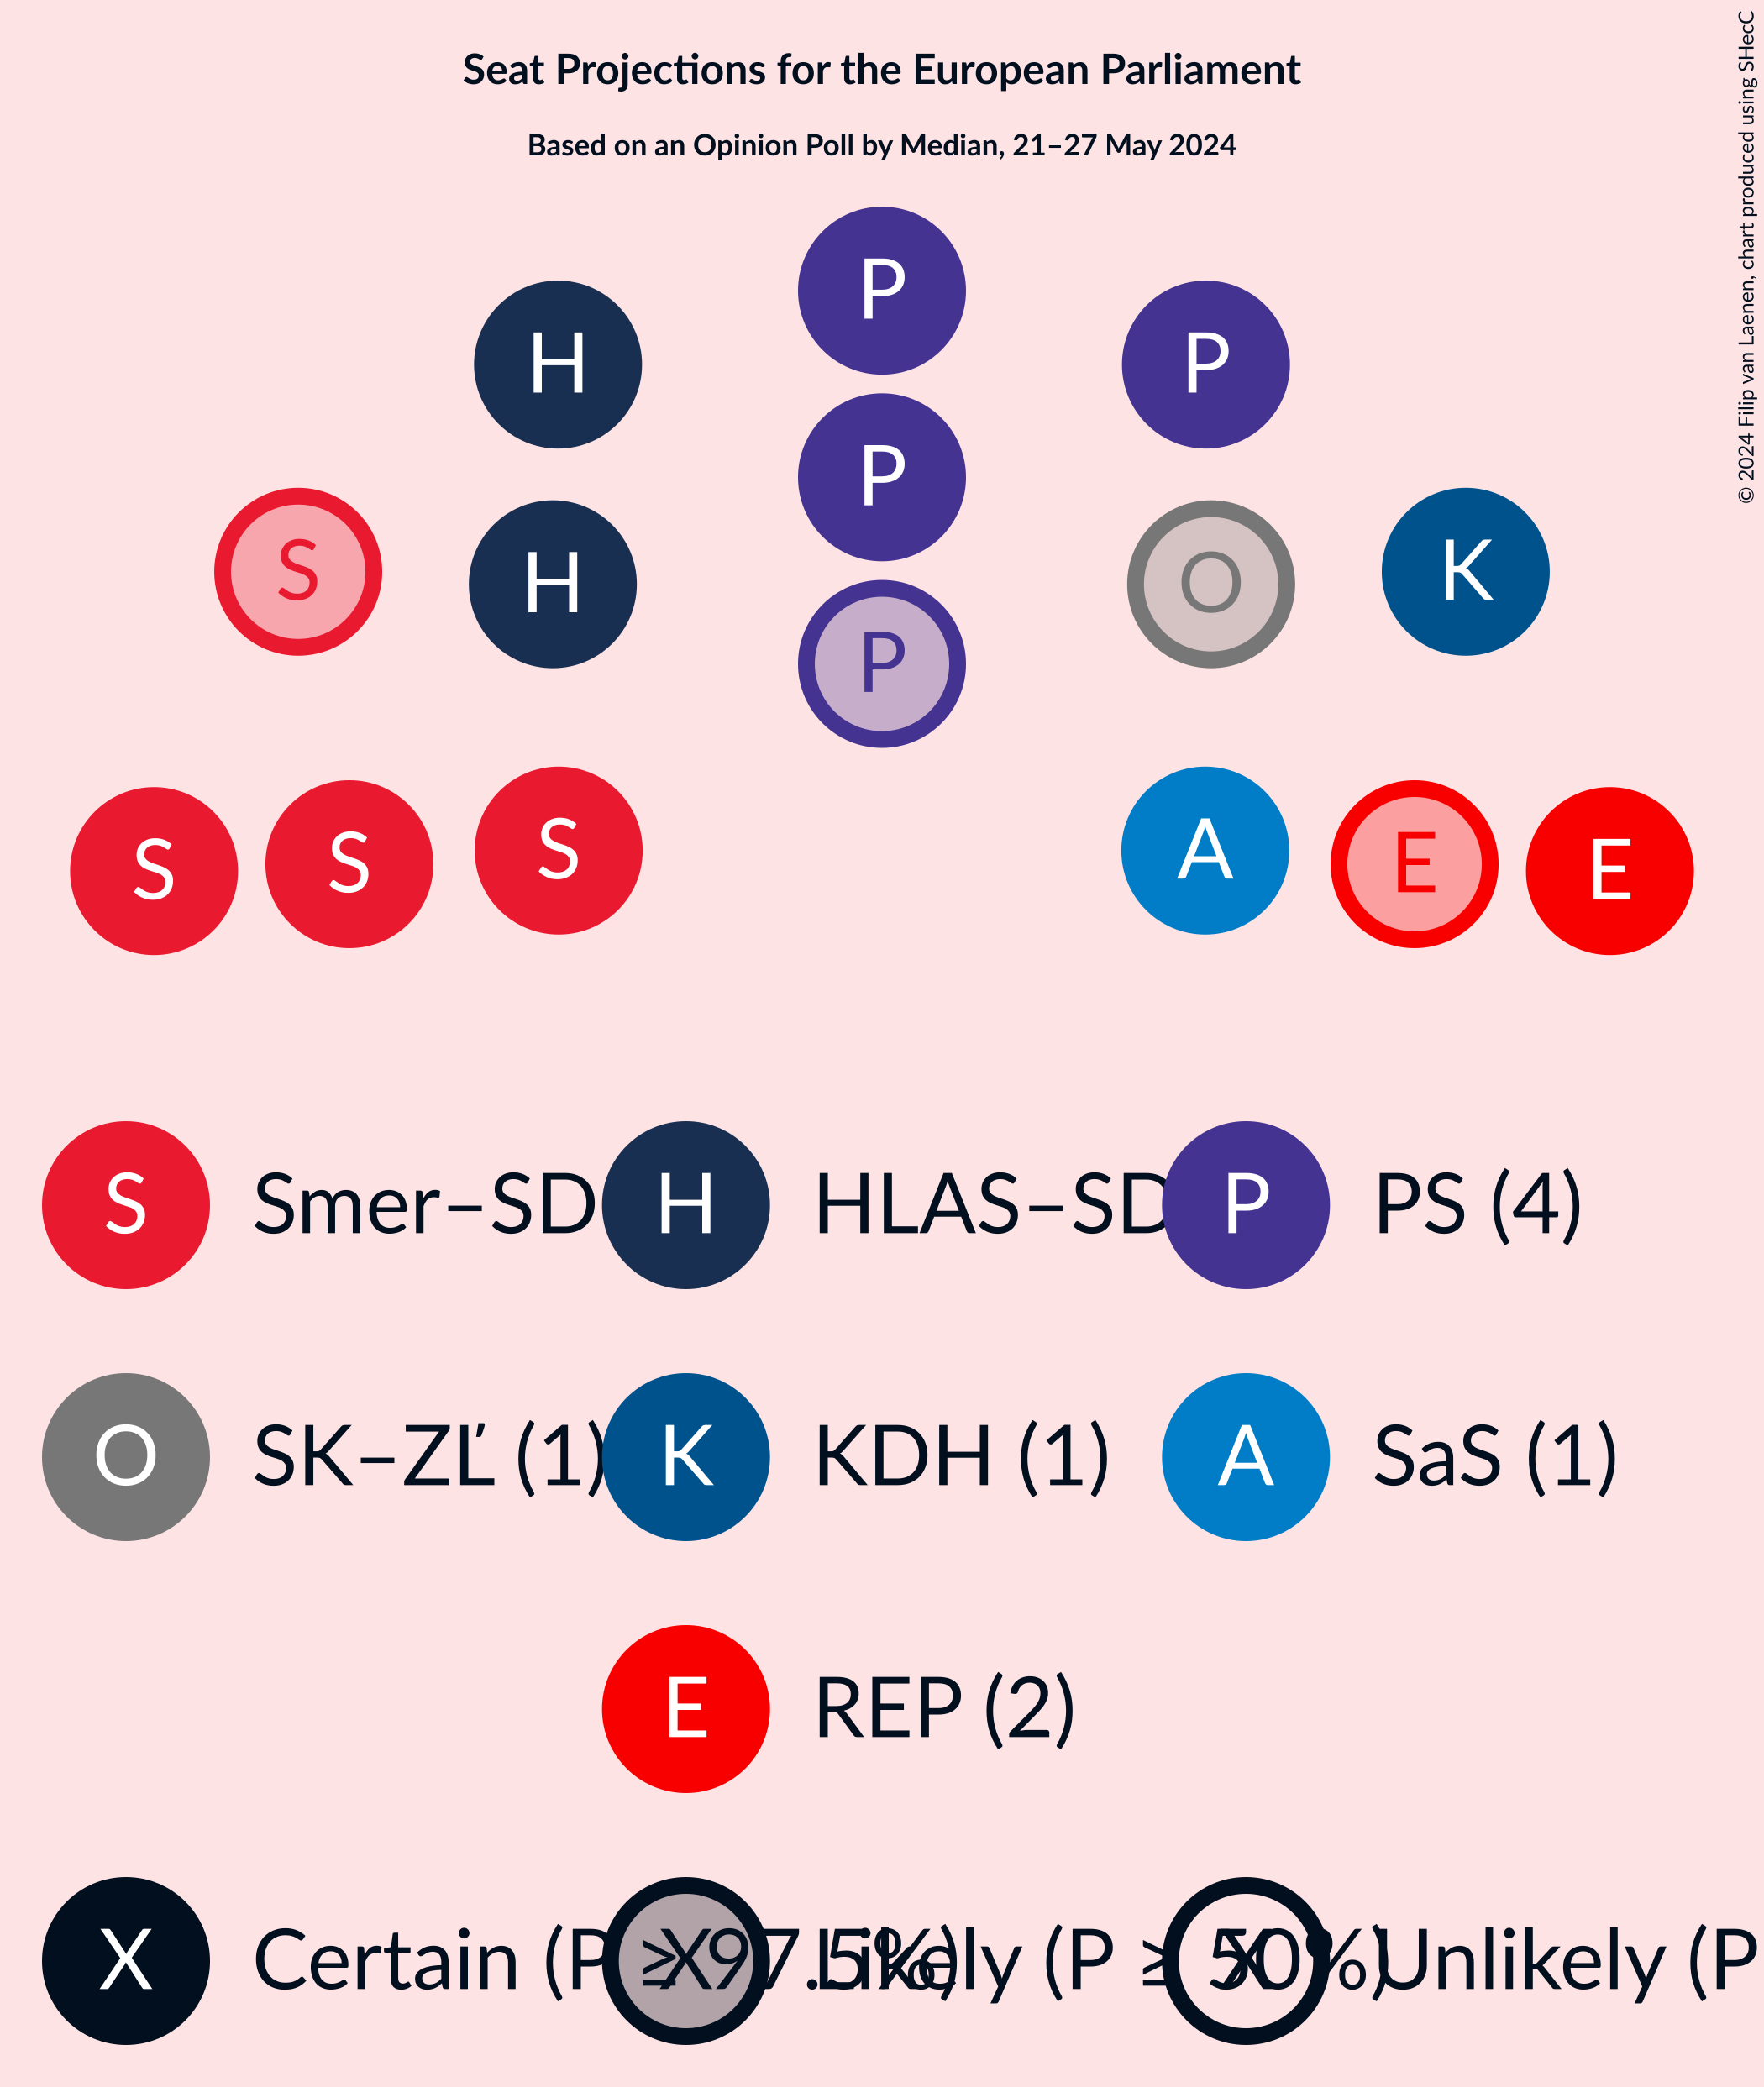 Seat Projections for the European Parliament
Based on an Opinion Poll by Median, 21–27 May 2024
© 2024 Filip van Laenen, chart produced using SHecC
P
H P
P
S H O K
P
S S S A E E
S Smer–SD H HLAS–SD P PS (4)
O SK–ZĽ (1) K KDH (1) A SaS (1)
E REP (2)
X Certain (P ≥ 97.5%) X Likely (P ≥ 50%) X Unlikely (P